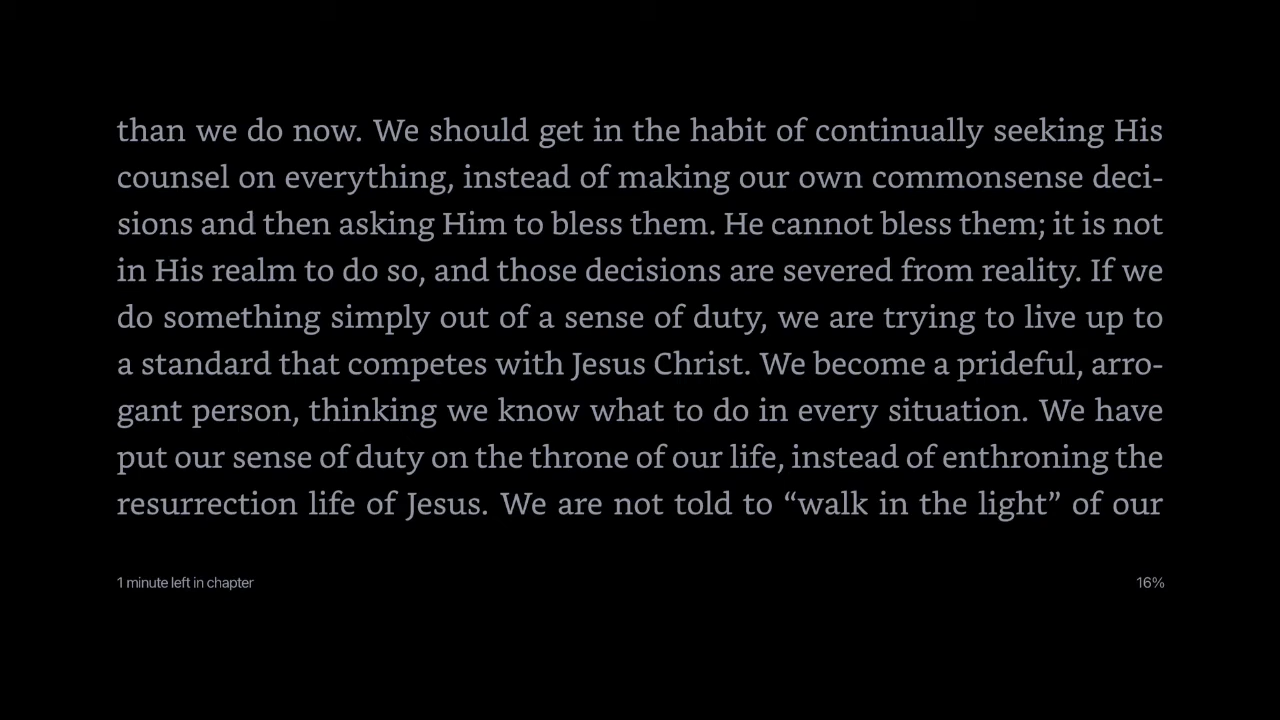 than we do now. We should get in the habit of continually seeking His
counsel on everything, instead of making our own commonsense deci-
sions and then asking Him to bless them. He cannot bless them; it is not
in His realm to do so, and those decisions are severed from reality. If we
do something simply out of a sense of duty, we are trying to live up to
a standard that competes with Jesus Christ. We become a prideful, arro-
gant person, thinking we know what to do in every situation. We have
put our sense of duty on the throne of our life, instead of enthroning the
resurrection life of Jesus. We are not told to “walk in the light” of our
1 minute left in chapter
16%